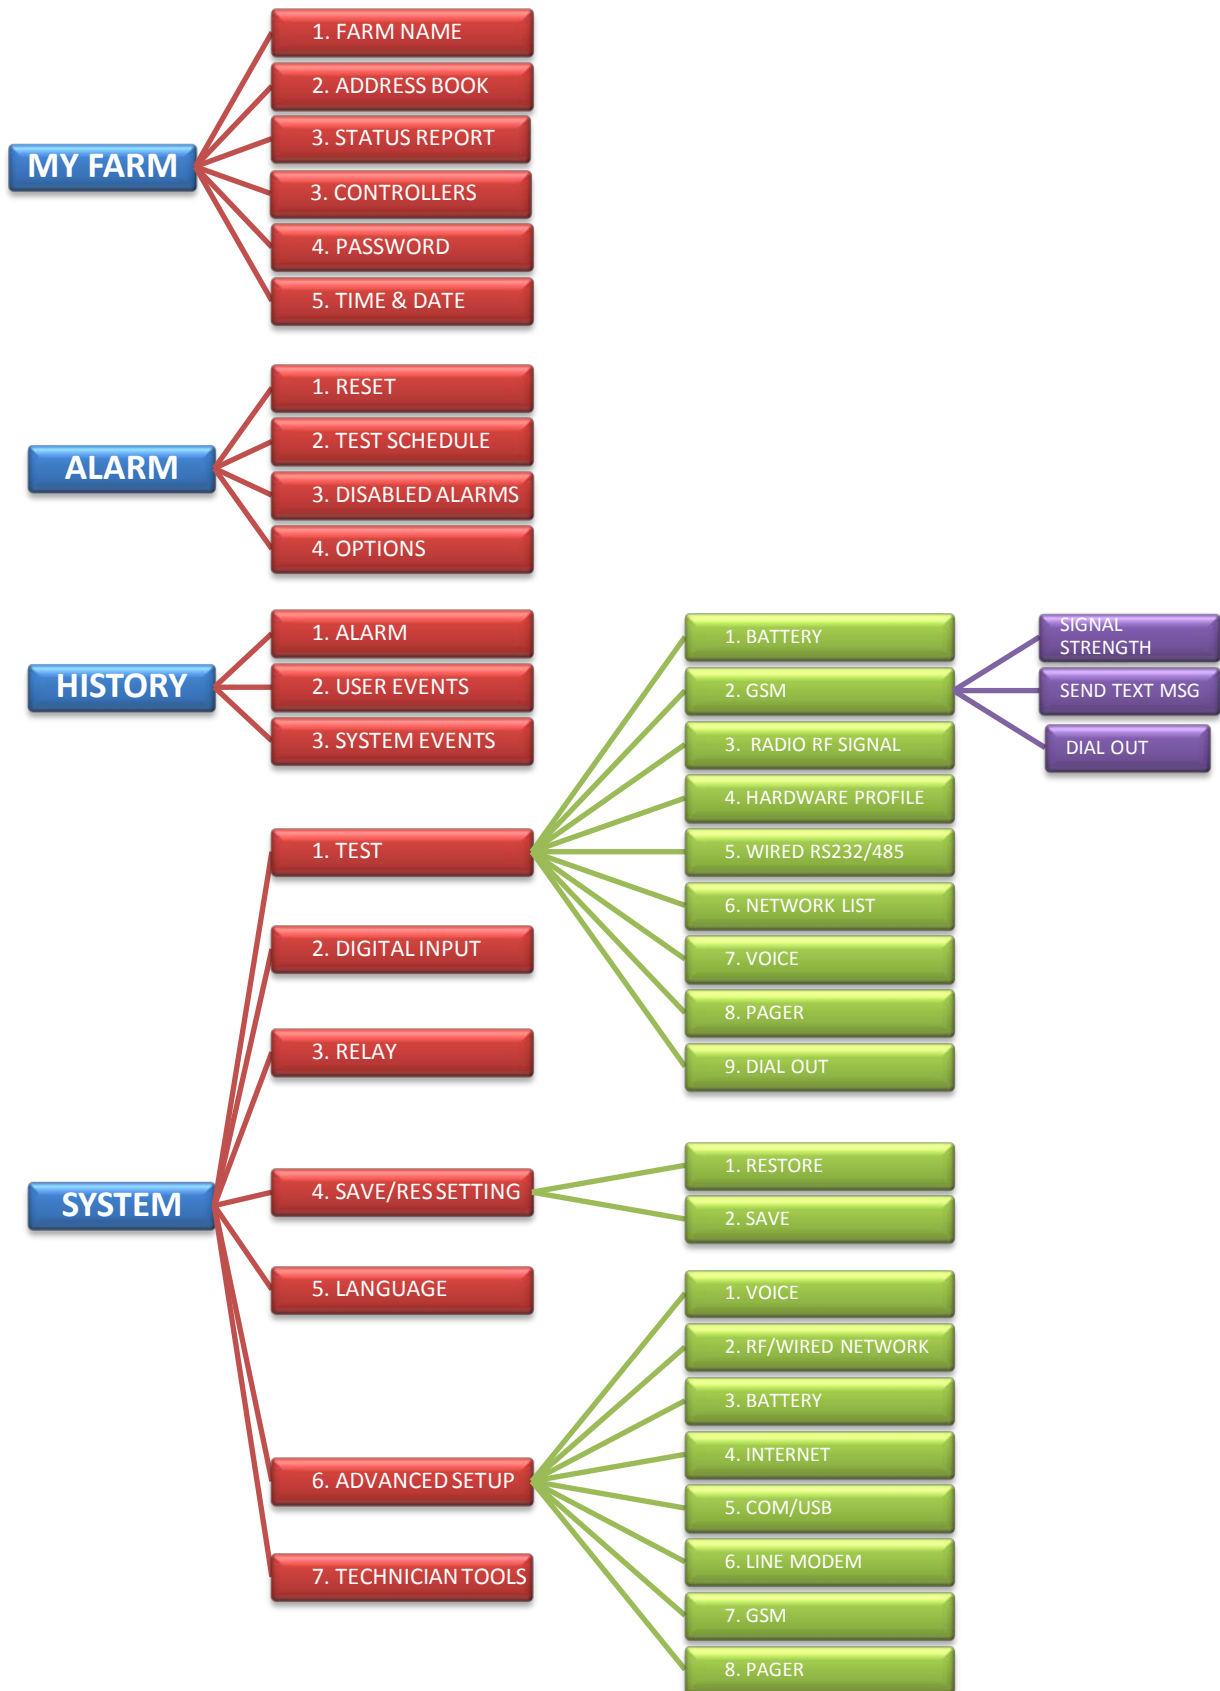 MY FARM
1. FARM NAME
2. ADDRESS BOOK
3. STATUS REPORT
3. CONTROLLERS
4. PASSWORD
5. TIME & DATE
ALARM
1. RESET
2. TEST SCHEDULE
3. DISABLED ALARMS
4. OPTIONS
HISTORY
1. ALARM
2. USER EVENTS
3. SYSTEM EVENTS
SYSTEM
1. TEST
1. BATTERY
2. GSM
SIGNAL
STRENGTH
SEND TEXT MSG
DIAL OUT
3. RADIO RF SIGNAL
4. HARDWARE PROFILE
5. WIRED RS232/485
6. NETWORK LIST
7. VOICE
8. PAGER
9. DIAL OUT
2. DIGITAL INPUT
3. RELAY
4. SAVE/RES SETTING
1. RESTORE
2. SAVE
5. LANGUAGE
6. ADVANCED SETUP
1. VOICE
2. RF/WIRED NETWORK
3. BATTERY
4. INTERNET
5. COM/USB
6. LINE MODEM
7. GSM
8. PAGER
7. TECHNICIAN TOOLS